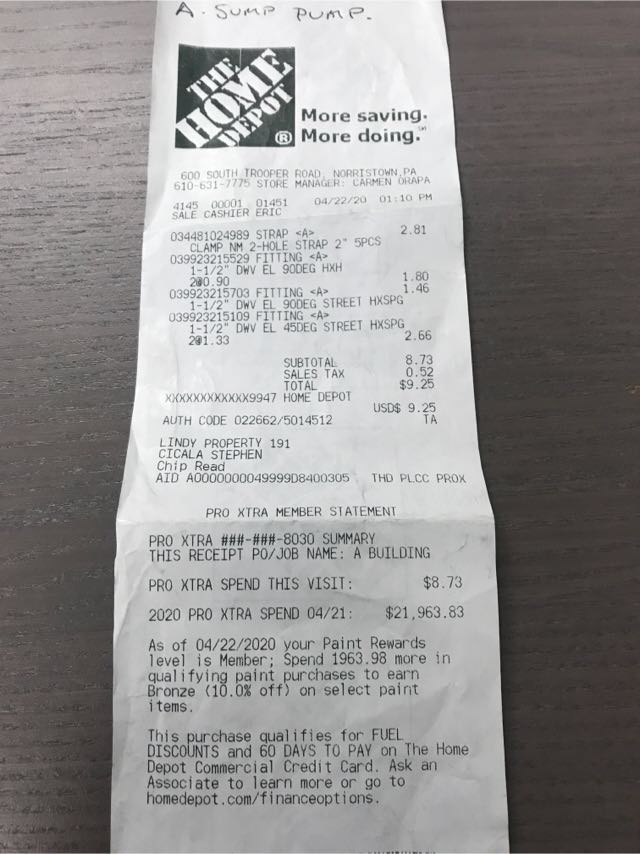 A. SUMP PUMP.
THE
HOME
DEPOT
®
More saving.
More doing.℠
600 SOUTH TROOPER ROAD, NORRISTOWN,PA
610-631-7775 STORE MANAGER: CARMEN ORAPA
4145 00001 01451 04/22/20 01:10 PM
SALE CASHIER ERIC
034481024989 STRAP <A> 2.81
CLAMP NM 2-HOLE STRAP 2" 5PCS
039923215529 FITTING <A>
1-1/2" DWV EL 90DEG HXH
2@0.90 1.80
039923215703 FITTING <A> 1.46
1-1/2" DWV EL 90DEG STREET HXSPG
039923215109 FITTING <A>
1-1/2" DWV EL 45DEG STREET HXSPG
2@1.33 2.66
SUBTOTAL 8.73
SALES TAX 0.52
TOTAL $9.25
XXXXXXXXXXXX9947 HOME DEPOT
USD$ 9.25
AUTH CODE 022662/5014512 TA
LINDY PROPERTY 191
CICALA STEPHEN
Chip Read
AID A0000000049999D8400305 THD PLCC PROX
PRO XTRA MEMBER STATEMENT
PRO XTRA ###-###-8030 SUMMARY
THIS RECEIPT PO/JOB NAME: A BUILDING
PRO XTRA SPEND THIS VISIT: $8.73
2020 PRO XTRA SPEND 04/21: $21,963.83
As of 04/22/2020 your Paint Rewards
level is Member; Spend 1963.98 more in
qualifying paint purchases to earn
Bronze (10.0% off) on select paint
items.
This purchase qualifies for FUEL
DISCOUNTS and 60 DAYS TO PAY on The Home
Depot Commercial Credit Card. Ask an
Associate to learn more or go to
homedepot.com/financeoptions.